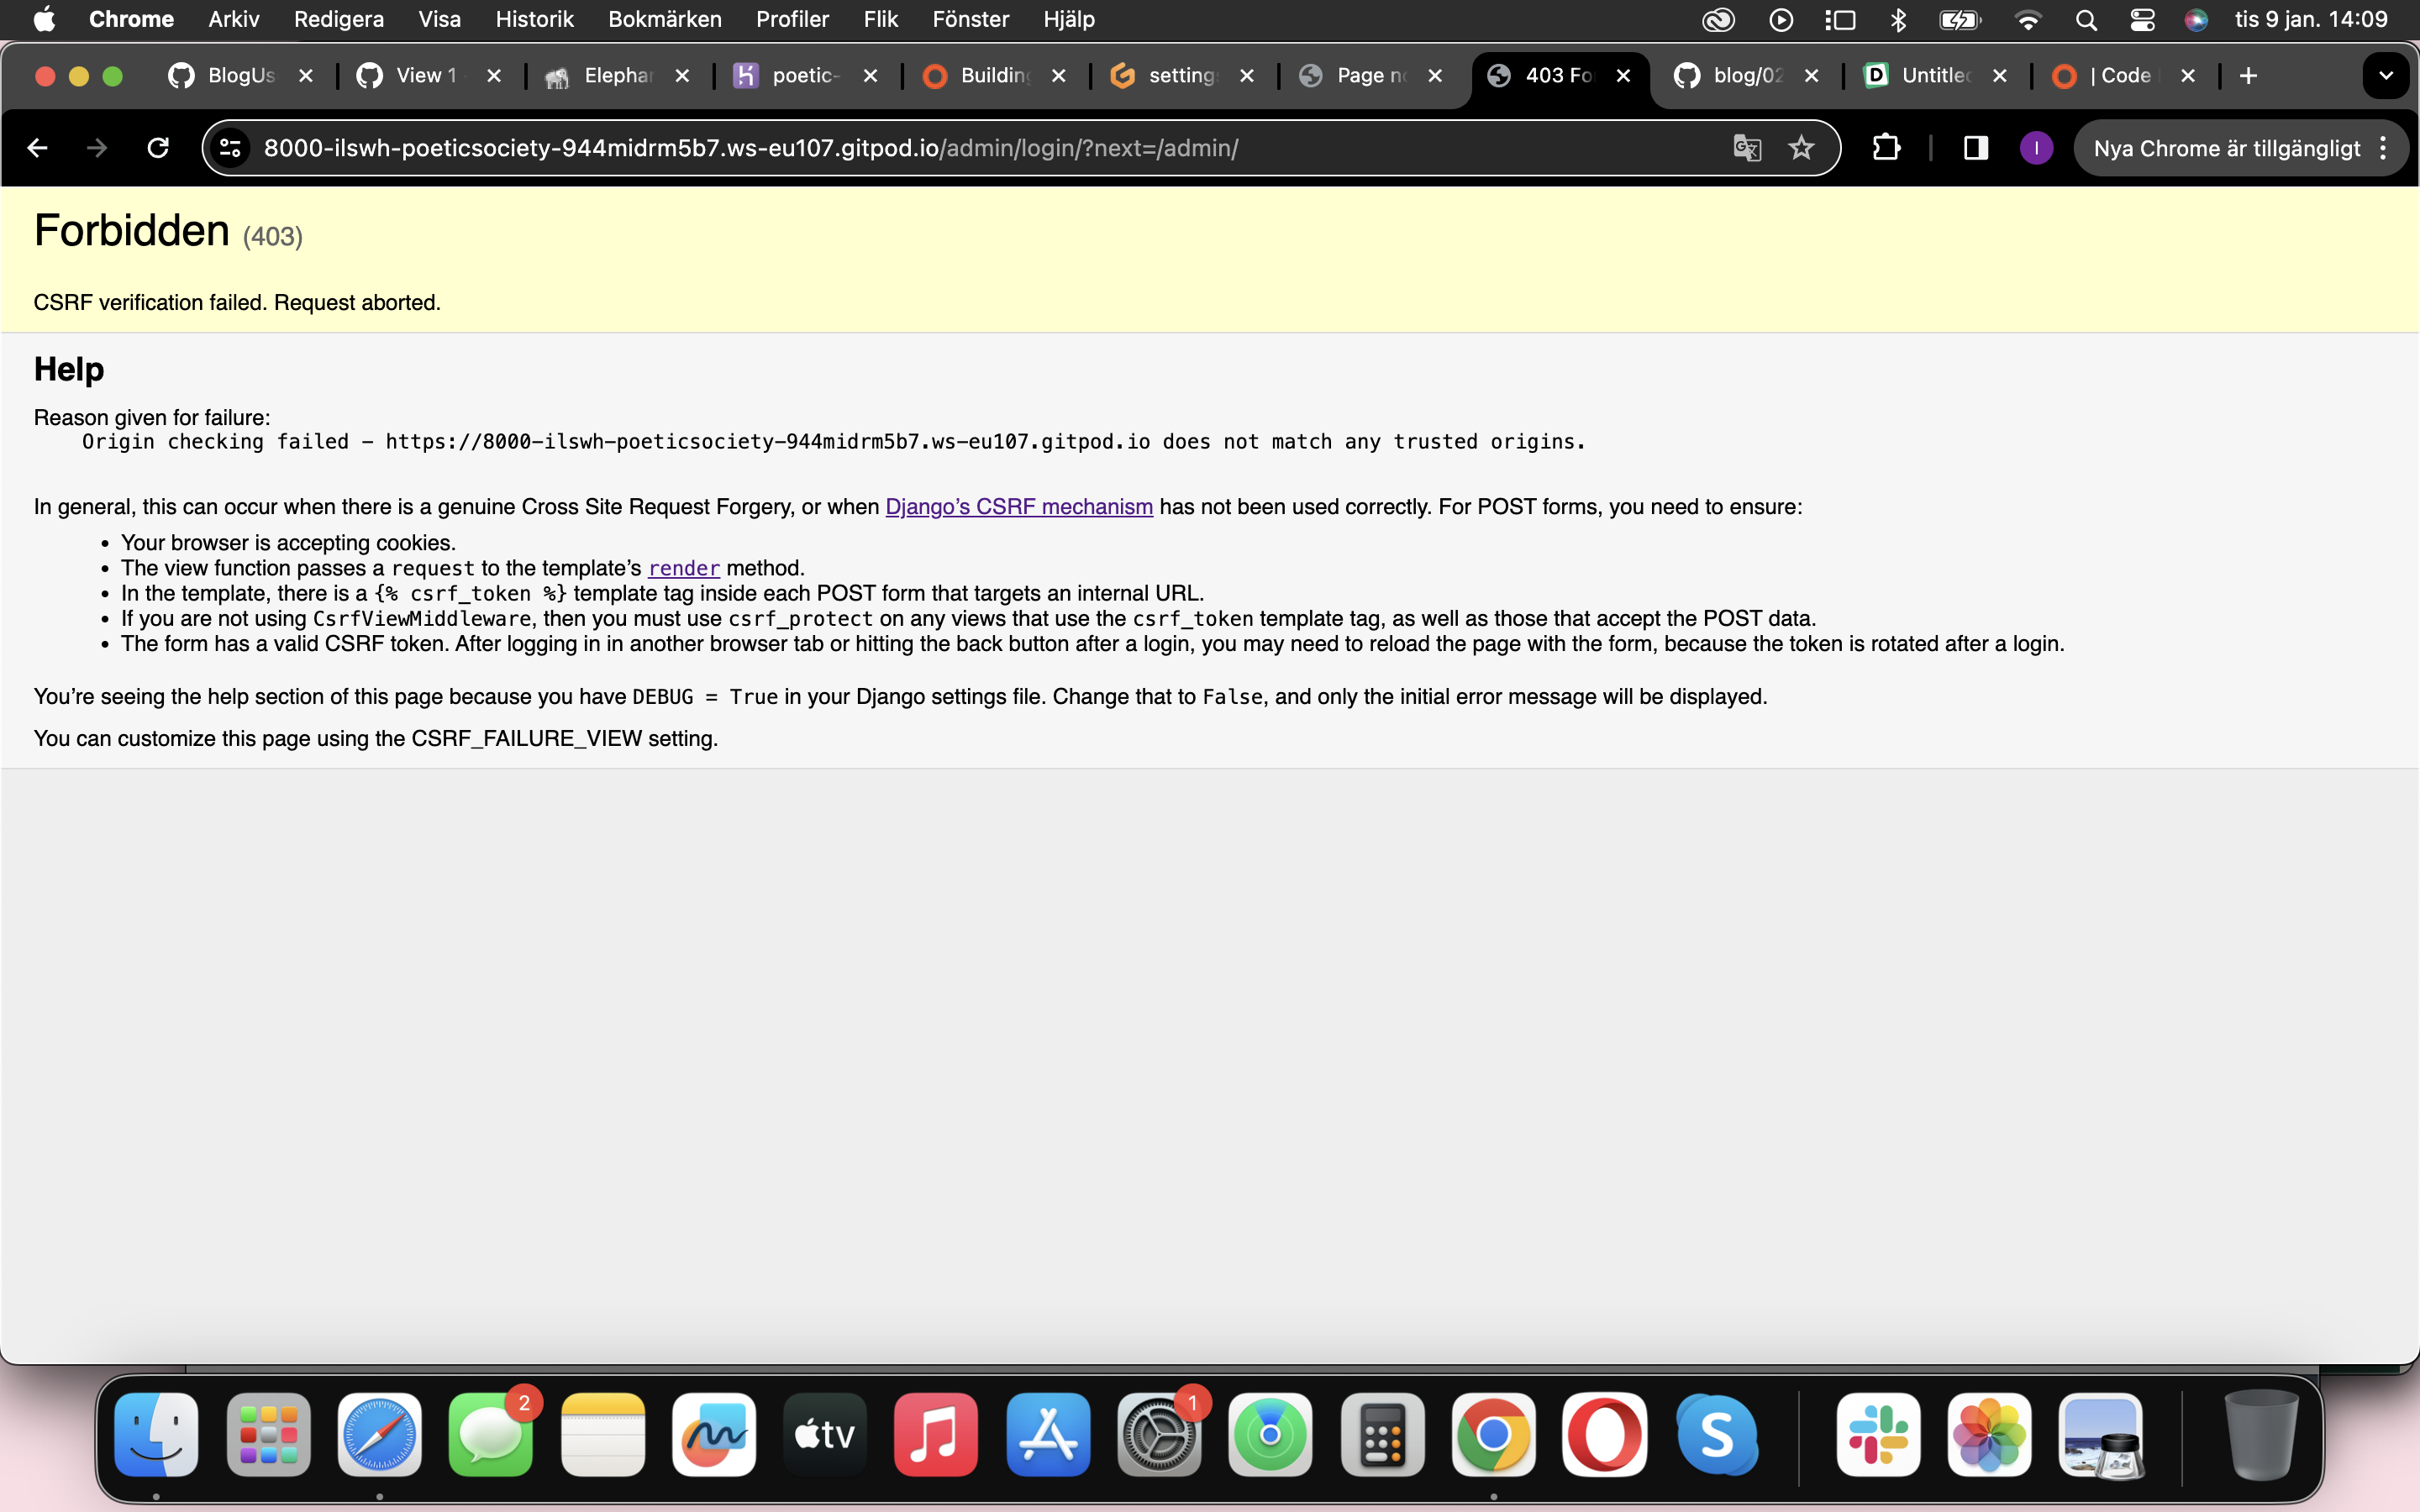 Chrome Arkiv Redigera Visa Historik Bokmärken Profiler Flik Fönster Hjälp tis 9 jan. 14:09
BlogUs View 1 Elephan poetic- Building settings Page no 403 Fo blog/02 Untitled | Code
8000-ilswh-poeticsociety-944midrm5b7.ws-eu107.gitpod.io/admin/login/?next=/admin/ I Nya Chrome är tillgängligt
Forbidden (403)
CSRF verification failed. Request aborted.
Help
Reason given for failure:
Origin checking failed - https://8000-ilswh-poeticsociety-944midrm5b7.ws-eu107.gitpod.io does not match any trusted origins.
In general, this can occur when there is a genuine Cross Site Request Forgery, or when Django’s CSRF mechanism has not been used correctly. For POST forms, you need to ensure:
• Your browser is accepting cookies.
• The view function passes a request to the template’s render method.
• In the template, there is a {% csrf_token %} template tag inside each POST form that targets an internal URL.
• If you are not using CsrfViewMiddleware, then you must use csrf_protect on any views that use the csrf_token template tag, as well as those that accept the POST data.
• The form has a valid CSRF token. After logging in in another browser tab or hitting the back button after a login, you may need to reload the page with the form, because the token is rotated after a login.
You’re seeing the help section of this page because you have DEBUG = True in your Django settings file. Change that to False, and only the initial error message will be displayed.
You can customize this page using the CSRF_FAILURE_VIEW setting.
2 tv 1 S